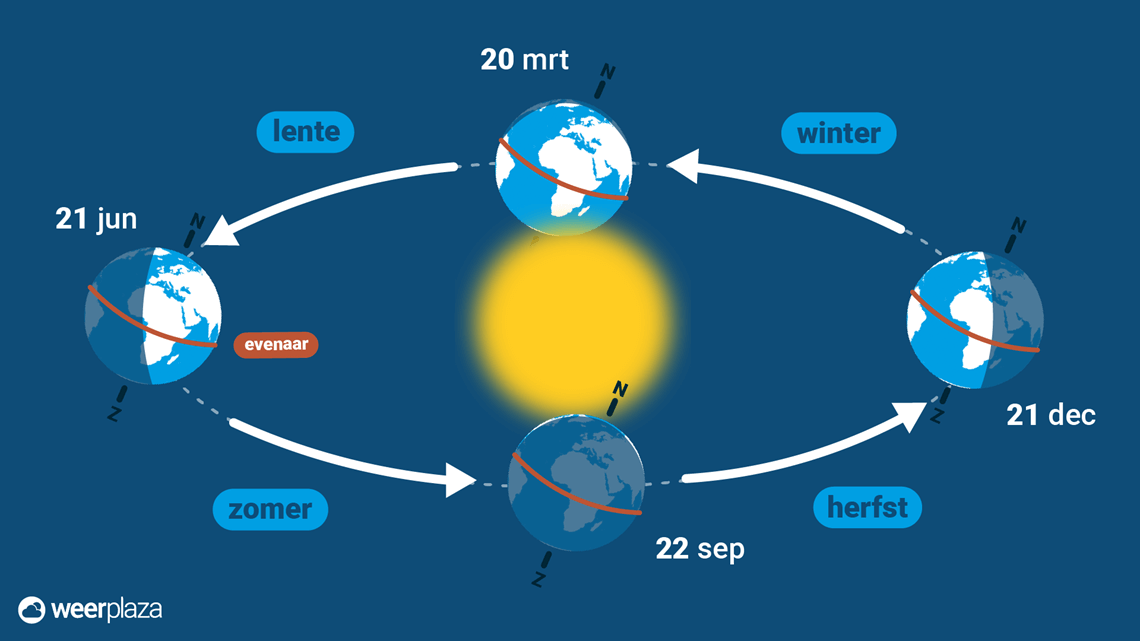 20 mrt
N
lente
winter
21 jun
N
N
evenaar
Z
N
Z
21 dec
zomer
herfst
22 sep
Z
weerplaza